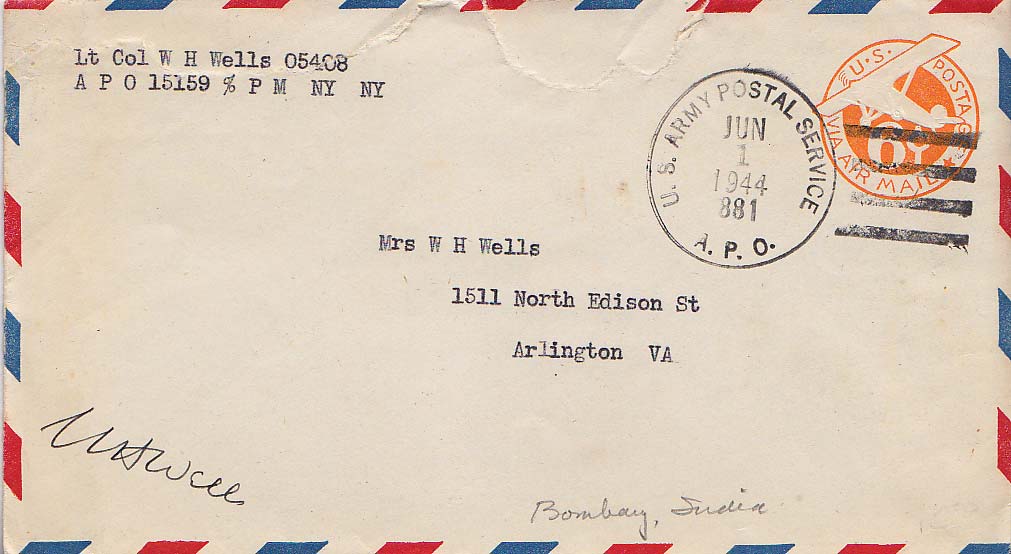 Lt Col W H Wells 05408
A P O 15159 ℅ P M NY NY
U.S. POSTAGE
6¢
VIA AIR MAIL
U. S. ARMY POSTAL SERVICE
JUN
1
1944
881
A. P. O.
Mrs W H Wells
1511 North Edison St
Arlington VA
WHWells
Bombay, India